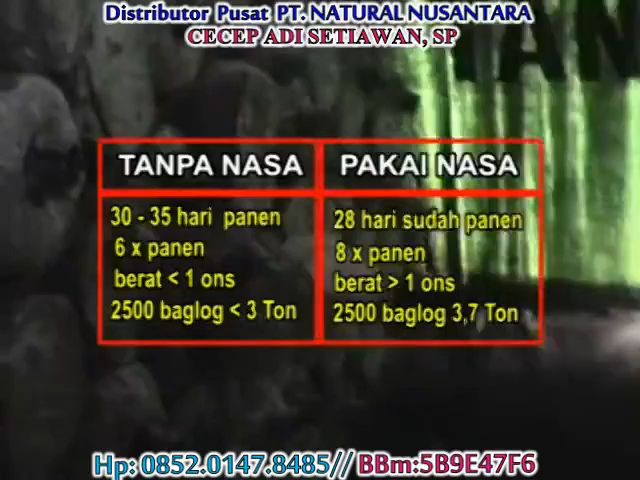 Distributor Pusat PT. NATURAL NUSANTARA
CECEP ADI SETIAWAN, SP
TANPA NASA
PAKAI NASA
30 - 35 hari panen
6 x panen
berat < 1 ons
2500 baglog < 3 Ton
28 hari sudah panen
8 x panen
berat > 1 ons
2500 baglog 3,7 Ton
Hp: 0852.0147.8485// BBm:5B9E47F6